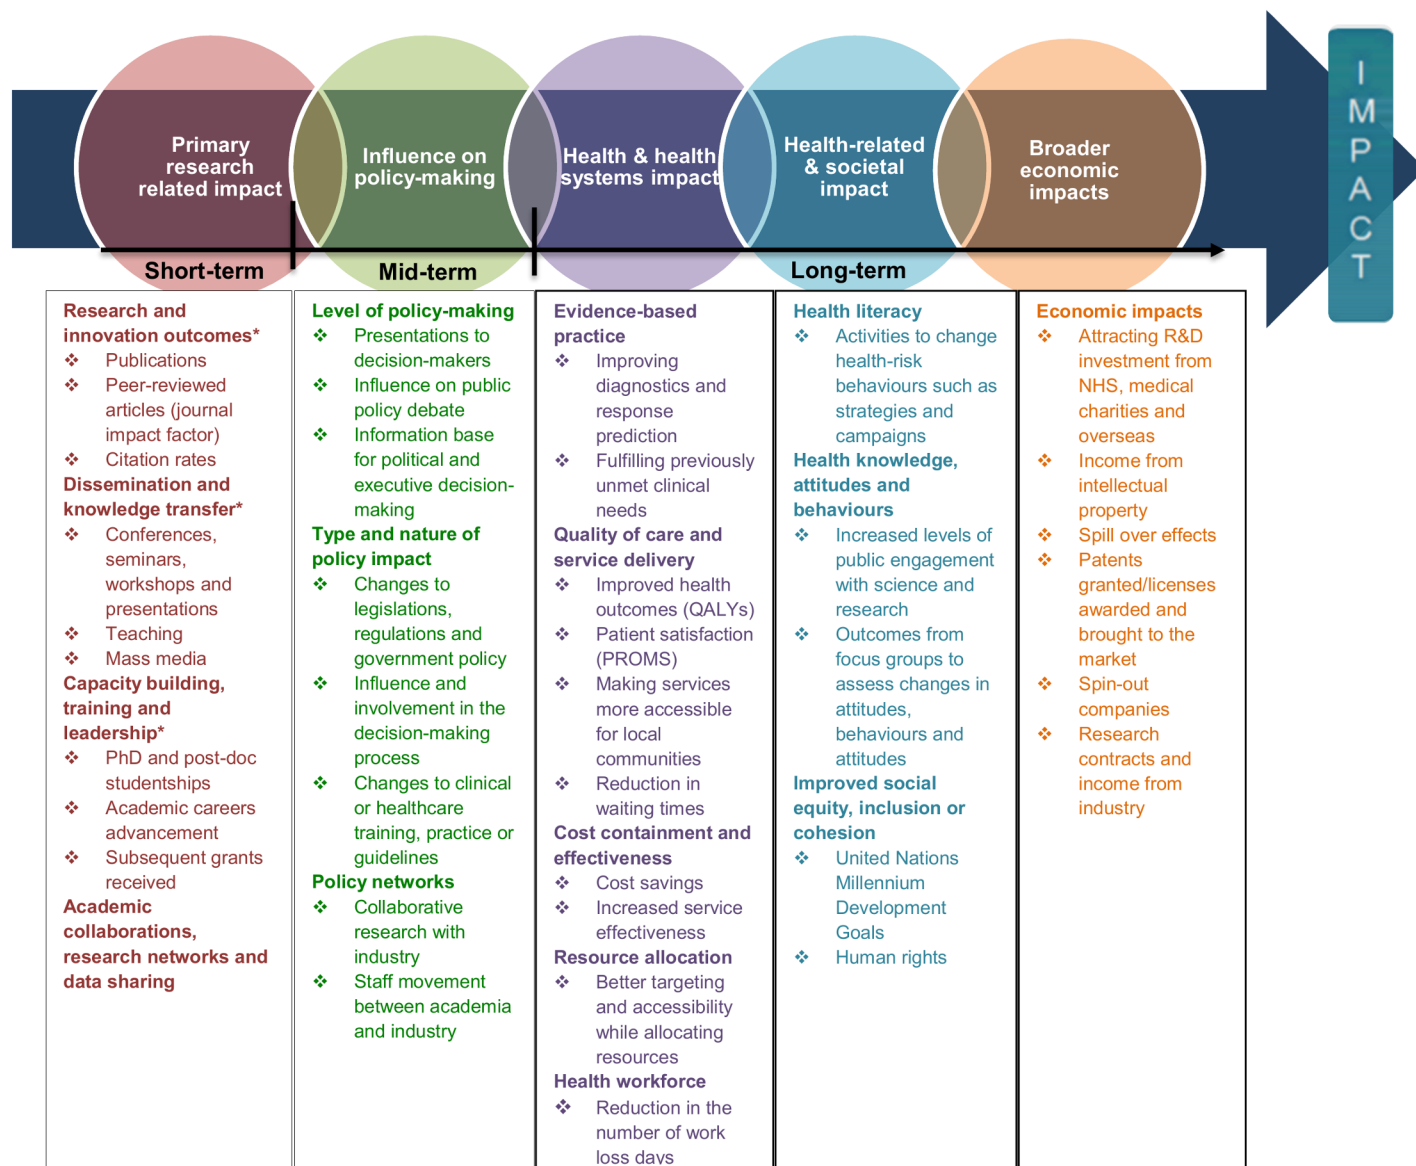 Primary
research
related impact
Influence on
policy-making
Health & health
systems impact
Health-related
& societal
impact
Broader
economic
impacts
I
M
P
A
C
T
Short-term
Mid-term
Long-term
Research and
innovation outcomes*
❖ Publications
❖ Peer-reviewed
articles (journal
impact factor)
❖ Citation rates
Dissemination and
knowledge transfer*
❖ Conferences,
seminars,
workshops and
presentations
❖ Teaching
❖ Mass media
Capacity building,
training and
leadership*
❖ PhD and post-doc
studentships
❖ Academic careers
advancement
❖ Subsequent grants
received
Academic
collaborations,
research networks and
data sharing
Level of policy-making
❖ Presentations to
decision-makers
❖ Influence on public
policy debate
❖ Information base
for political and
executive decision-
making
Type and nature of
policy impact
❖ Changes to
legislations,
regulations and
government policy
❖ Influence and
involvement in the
decision-making
process
❖ Changes to clinical
or healthcare
training, practice or
guidelines
Policy networks
❖ Collaborative
research with
industry
❖ Staff movement
between academia
and industry
Evidence-based
practice
❖ Improving
diagnostics and
response
prediction
❖ Fulfilling previously
unmet clinical
needs
Quality of care and
service delivery
❖ Improved health
outcomes (QALYs)
❖ Patient satisfaction
(PROMS)
❖ Making services
more accessible
for local
communities
❖ Reduction in
waiting times
Cost containment and
effectiveness
❖ Cost savings
❖ Increased service
effectiveness
Resource allocation
❖ Better targeting
and accessibility
while allocating
resources
Health workforce
❖ Reduction in the
number of work
loss days
Health literacy
❖ Activities to change
health-risk
behaviours such as
strategies and
campaigns
Health knowledge,
attitudes and
behaviours
❖ Increased levels of
public engagement
with science and
research
❖ Outcomes from
focus groups to
assess changes in
attitudes,
behaviours and
attitudes
Improved social
equity, inclusion or
cohesion
❖ United Nations
Millennium
Development
Goals
❖ Human rights
Economic impacts
❖ Attracting R&D
investment from
NHS, medical
charities and
overseas
❖ Income from
intellectual
property
❖ Spill over effects
❖ Patents
granted/licenses
awarded and
brought to the
market
❖ Spin-out
companies
❖ Research
contracts and
income from
industry